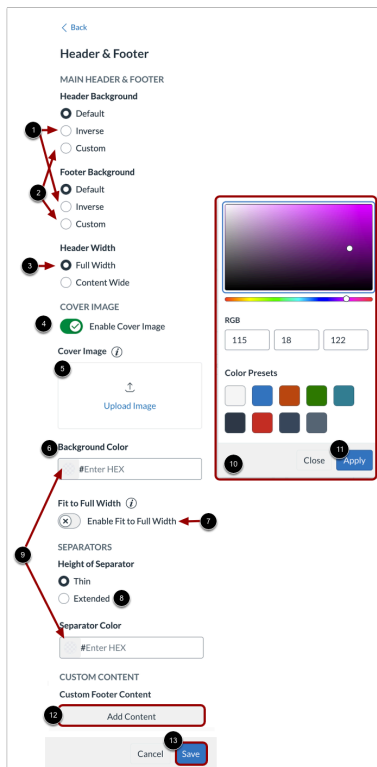 < Back
Header & Footer
MAIN HEADER & FOOTER
Header Background
Default
1 Inverse
Custom
2
Footer Background
Default
Inverse
Custom
Header Width
3 Full Width
Content Wide
COVER IMAGE
4 Enable Cover Image
Cover Image i
5
Upload Image
6 Background Color
#Enter HEX
Fit to Full Width i
Enable Fit to Full Width 7
9
SEPARATORS
Height of Separator
Thin
Extended 8
Separator Color
#Enter HEX
CUSTOM CONTENT
Custom Footer Content
12 Add Content
13
Cancel Save
RGB
115 18 122
Color Presets
11
10 Close Apply